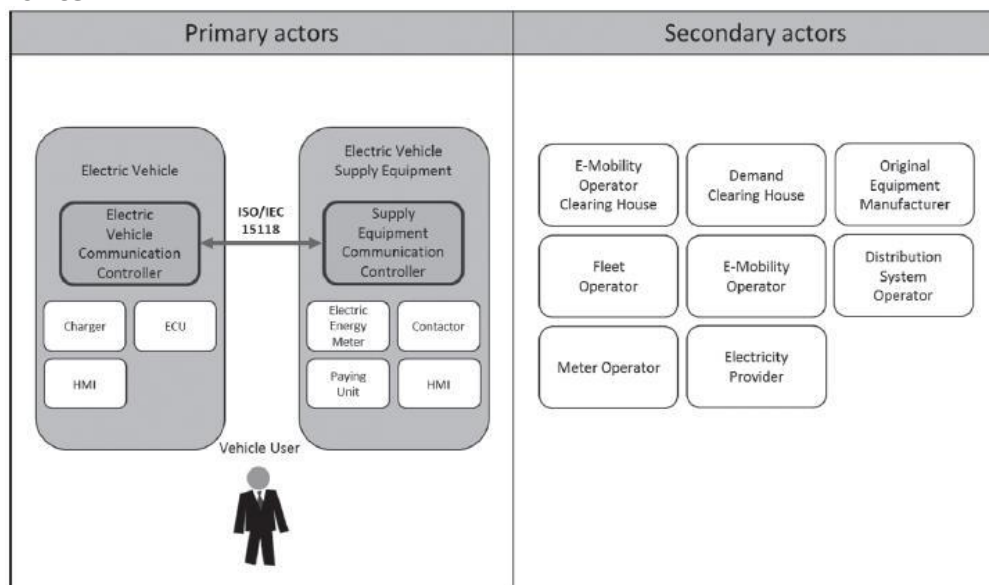 Primary actors
Secondary actors
Electric Vehicle
Electric
Vehicle
Communication
Controller
Charger
ECU
HMI
ISO/IEC
15118
Electric Vehicle
Supply Equipment
Supply
Equipment
Communication
Controller
Electric
Energy
Meter
Contactor
Paying
Unit
HMI
Vehicle User
E-Mobility
Operator
Clearing House
Demand
Clearing House
Original
Equipment
Manufacturer
Fleet
Operator
E-Mobility
Operator
Distribution
System
Operator
Meter Operator
Electricity
Provider